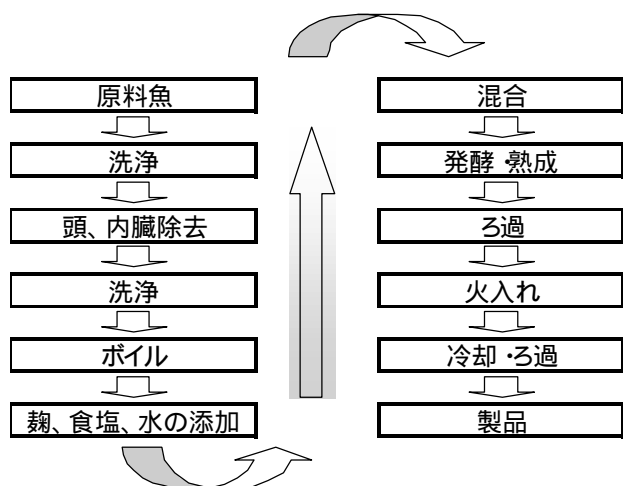 原料魚
洗浄
頭、内臓除去
洗浄
ボイル
麹、食塩、水の添加
混合
発酵・熟成
ろ過
火入れ
冷却・ろ過
製品